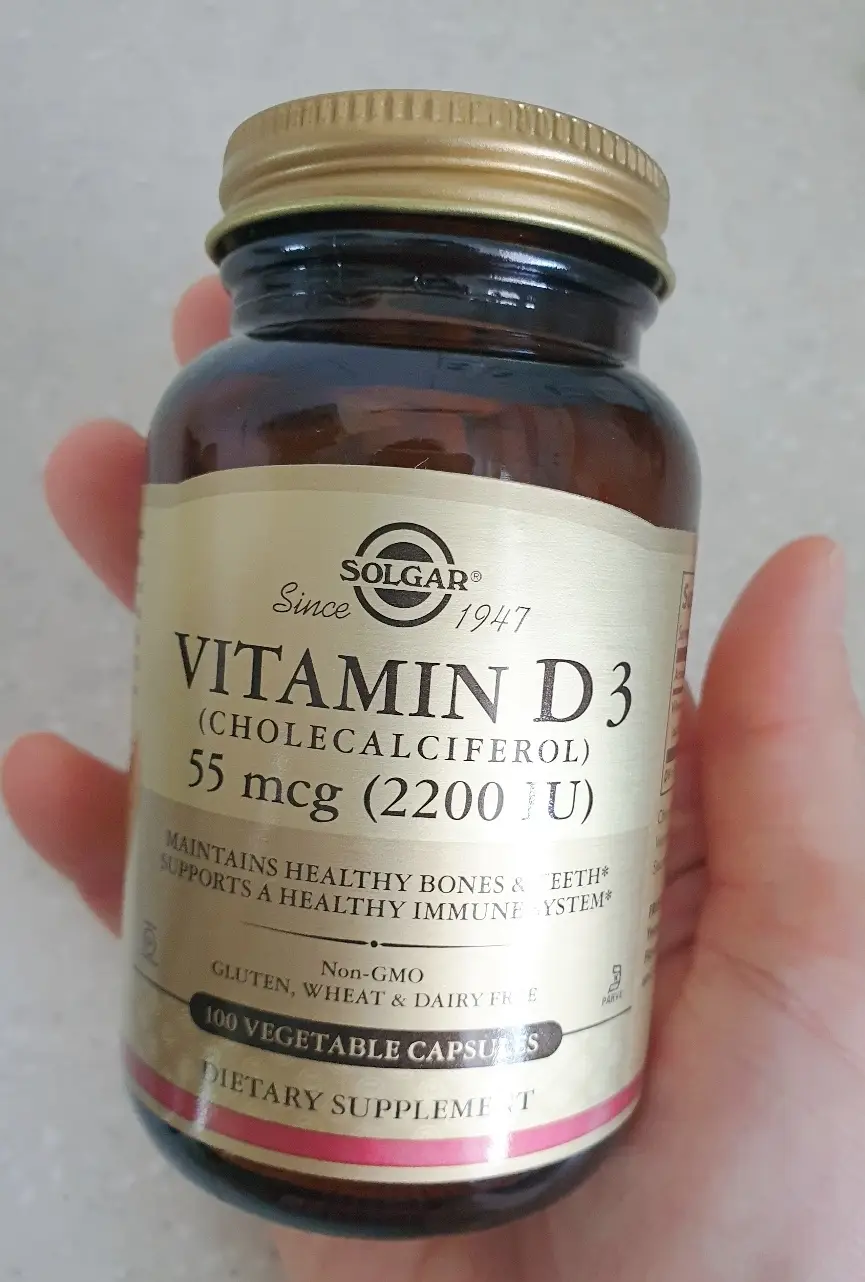 SOLGAR®
Since 1947
VITAMIN D3
(CHOLECALCIFEROL)
55 mcg (2200 IU)
MAINTAINS HEALTHY BONES & TEETH*
SUPPORTS A HEALTHY IMMUNE SYSTEM*
Non-GMO
GLUTEN, WHEAT & DAIRY FREE
100 VEGETABLE CAPSULES
DIETARY SUPPLEMENT